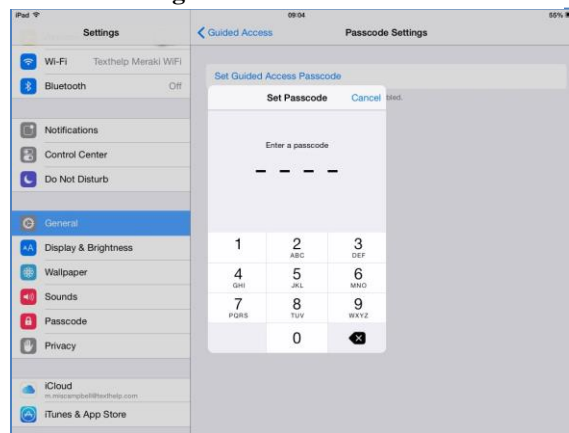 iPad
09:04
55%
Settings
Guided Access
Passcode Settings
Wi-Fi
Texthelp Meraki WiFi
Bluetooth
Off
Notifications
Control Center
Do Not Disturb
General
Display & Brightness
Wallpaper
Sounds
Passcode
Privacy
iCloud
m.miscampbell@texthelp.com
iTunes & App Store
Set Guided Access Passcode
Set Passcode
Cancel
Enter a passcode
1
2
ABC
3
DEF
4
GHI
5
JKL
6
MNO
7
PQRS
8
TUV
9
WXYZ
0